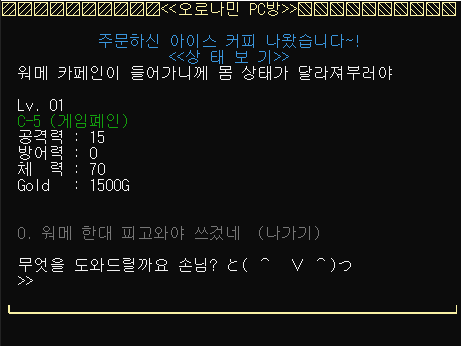 ▨▨▨▨▨▨▨▨▨▨<<오로나민 PC방>>▧▧▧▧▧▧▧▧▧▧
주문하신 아이스 커피 나왔습니다~!
<<상 태 보 기>>
워메 카페인이 들어가니께 몸 상태가 달라져부러야
Lv. 01
C-5 (게임폐인)
공격력 : 15
방어력 : 0
체  력 : 70
Gold   : 1500G
0. 워메 한대 피고와야 쓰겄네  (나가기)
무엇을 도와드릴까요 손님? と( ^  ∨ ^)つ
>>